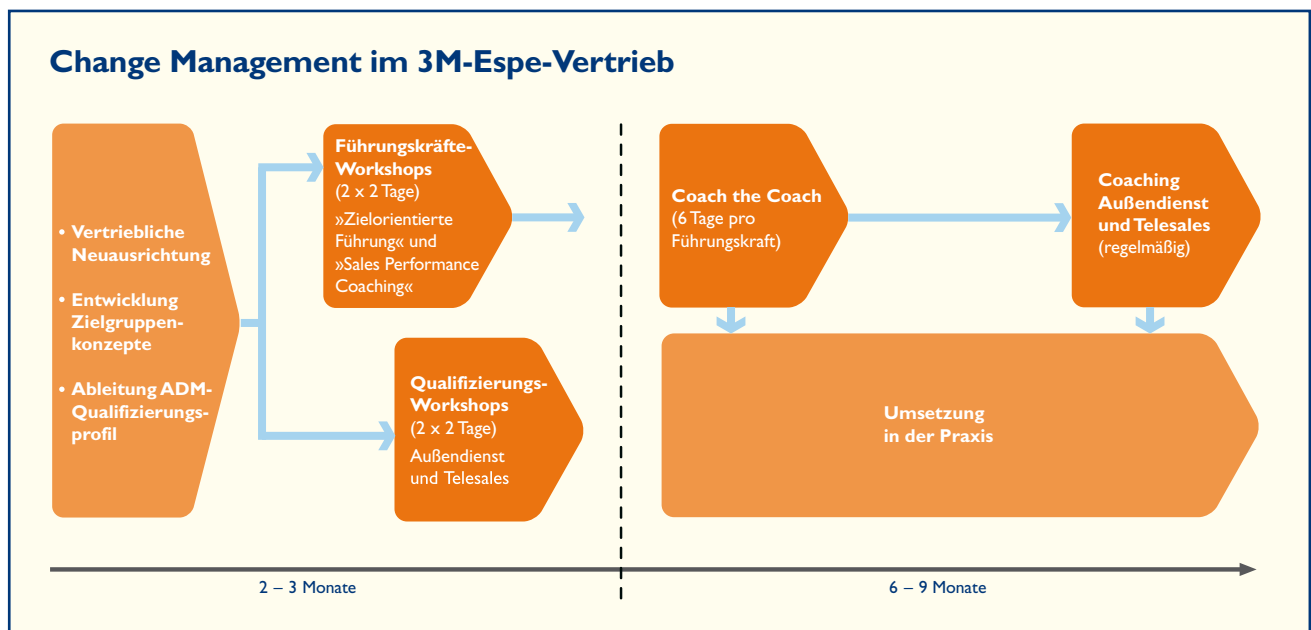 Change Management im 3M-Espe-Vertrieb
• Vertriebliche
Neuausrichtung
• Entwicklung
Zielgruppen-
konzepte
• Ableitung ADM-
Qualifizierungs-
profil
Führungskräfte-
Workshops
(2 x 2 Tage)
»Zielorientierte
Führung« und
»Sales Performance
Coaching«
Qualifizierungs-
Workshops
(2 x 2 Tage)
Außendienst
und Telesales
Coach the Coach
(6 Tage pro
Führungskraft)
Coaching
Außendienst
und Telesales
(regelmäßig)
Umsetzung
in der Praxis
2 – 3 Monate
6 – 9 Monate